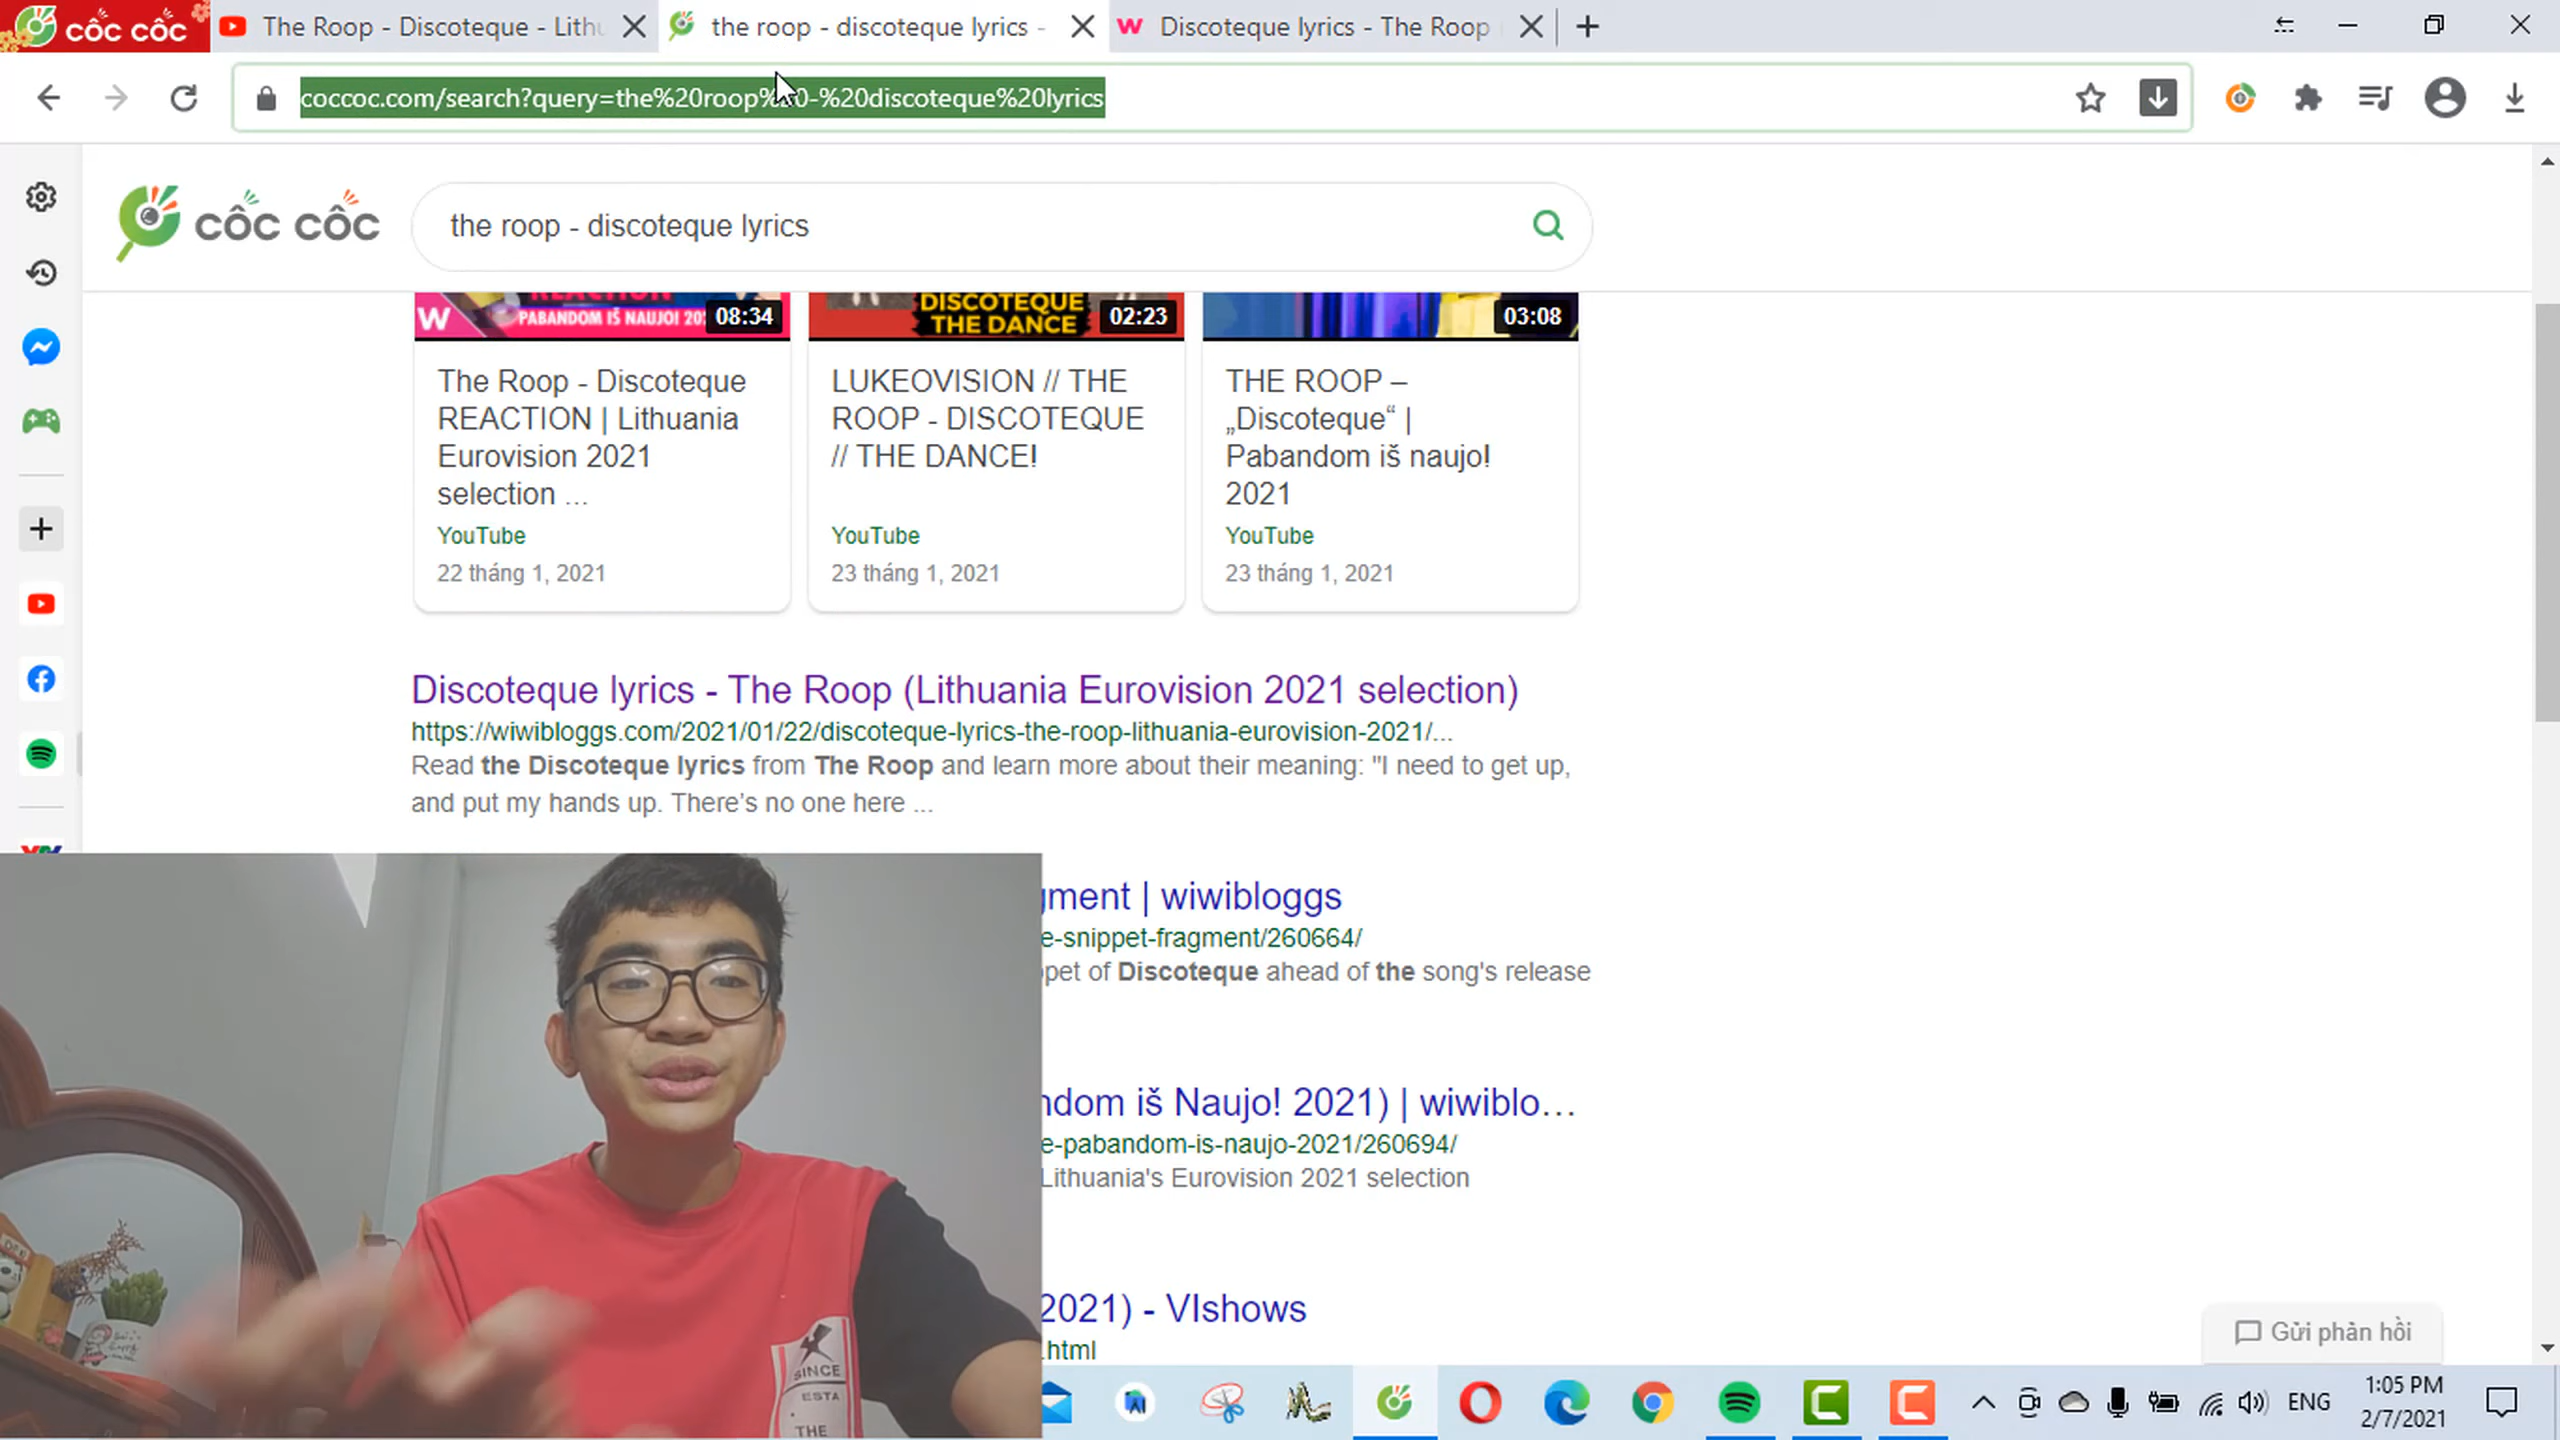 cốc cốc
The Roop - Discoteque - Lith
the roop - discoteque lyrics -
Discoteque lyrics - The Roop
coccoc.com/search?query=the%20roop%20-%20discoteque%20lyrics
cốc cốc
the roop - discoteque lyrics
REACTION
W PABANDOM IŠ NAUJO! 202
08:34
DISCOTEQUE
THE DANCE
02:23
03:08
The Roop - Discoteque
REACTION | Lithuania
Eurovision 2021
selection ...
YouTube
22 tháng 1, 2021
LUKEOVISION // THE
ROOP - DISCOTEQUE
// THE DANCE!
YouTube
23 tháng 1, 2021
THE ROOP –
„Discoteque“ |
Pabandom iš naujo!
2021
YouTube
23 tháng 1, 2021
Discoteque lyrics - The Roop (Lithuania Eurovision 2021 selection)
https://wiwibloggs.com/2021/01/22/discoteque-lyrics-the-roop-lithuania-eurovision-2021/...
Read the Discoteque lyrics from The Roop and learn more about their meaning: "I need to get up,
and put my hands up. There's no one here ...
gment | wiwibloggs
e-snippet-fragment/260664/
ppet of Discoteque ahead of the song's release
ndom iš Naujo! 2021) | wiwiblo...
e-pabandom-is-naujo-2021/260694/
Lithuania's Eurovision 2021 selection
2021) - VIshows
.html
SINCE
ESTA
THE
Gửi phản hồi
ENG
1:05 PM
2/7/2021